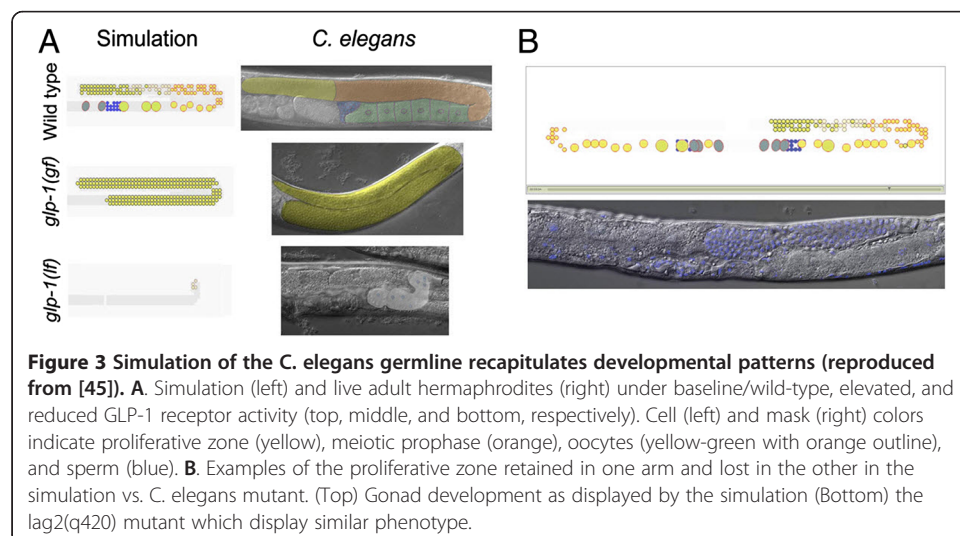 A Simulation C. elegans B
Wild type
glp-1(gf)
glp-1(lf)
Figure 3 Simulation of the C. elegans germline recapitulates developmental patterns (reproduced
from [45]). A. Simulation (left) and live adult hermaphrodites (right) under baseline/wild-type, elevated, and
reduced GLP-1 receptor activity (top, middle, and bottom, respectively). Cell (left) and mask (right) colors
indicate proliferative zone (yellow), meiotic prophase (orange), oocytes (yellow-green with orange outline),
and sperm (blue). B. Examples of the proliferative zone retained in one arm and lost in the other in the
simulation vs. C. elegans mutant. (Top) Gonad development as displayed by the simulation (Bottom) the
lag2(q420) mutant which display similar phenotype.